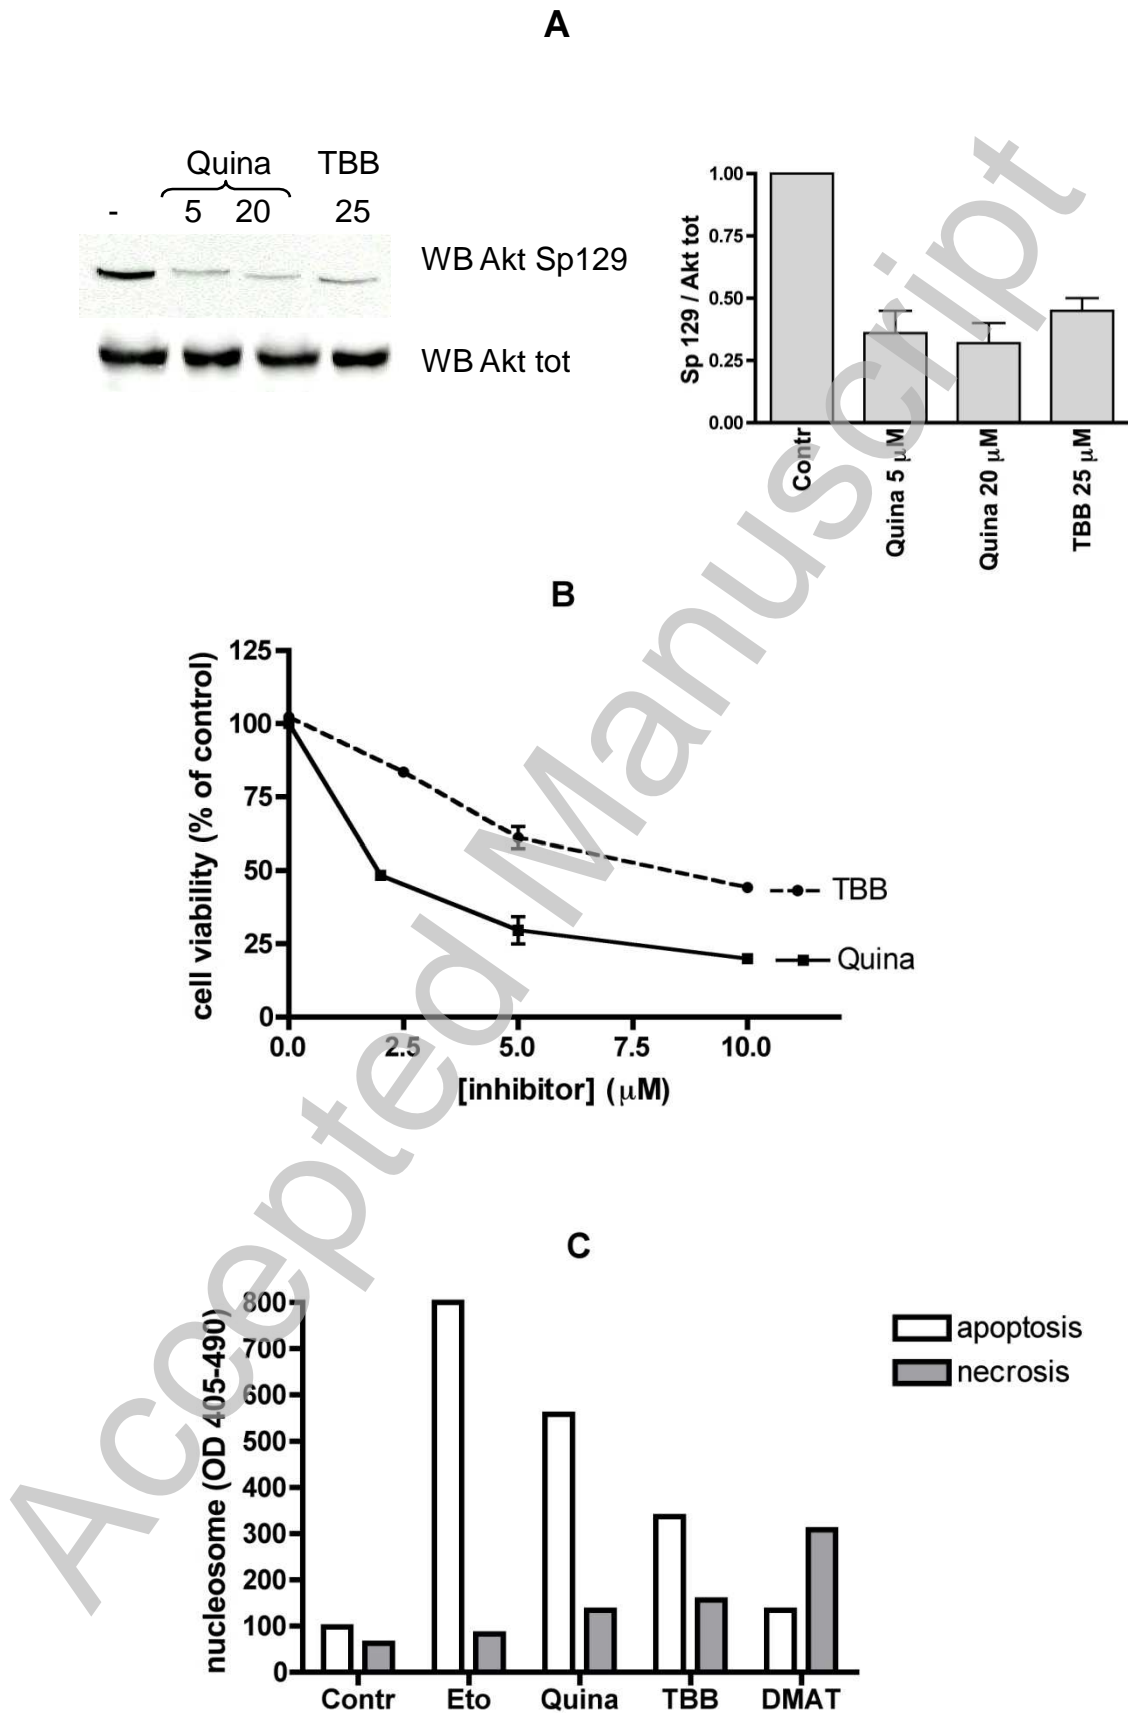 A
Quina TBB
- 5 20 25
WB Akt Sp129
WB Akt tot
Sp 129 / Akt tot
1.00
0.75
0.50
0.25
0.00
Contr
Quina 5 μM
Quina 20 μM
TBB 25 μM
B
cell viability (% of control)
125
100
75
50
25
0
0.0 2.5 5.0 7.5 10.0
[inhibitor] (μM)
TBB
Quina
C
nucleosome (OD 405-490)
800
700
600
500
400
300
200
100
0
Contr Eto Quina TBB DMAT
apoptosis
necrosis
Accepted Manuscript